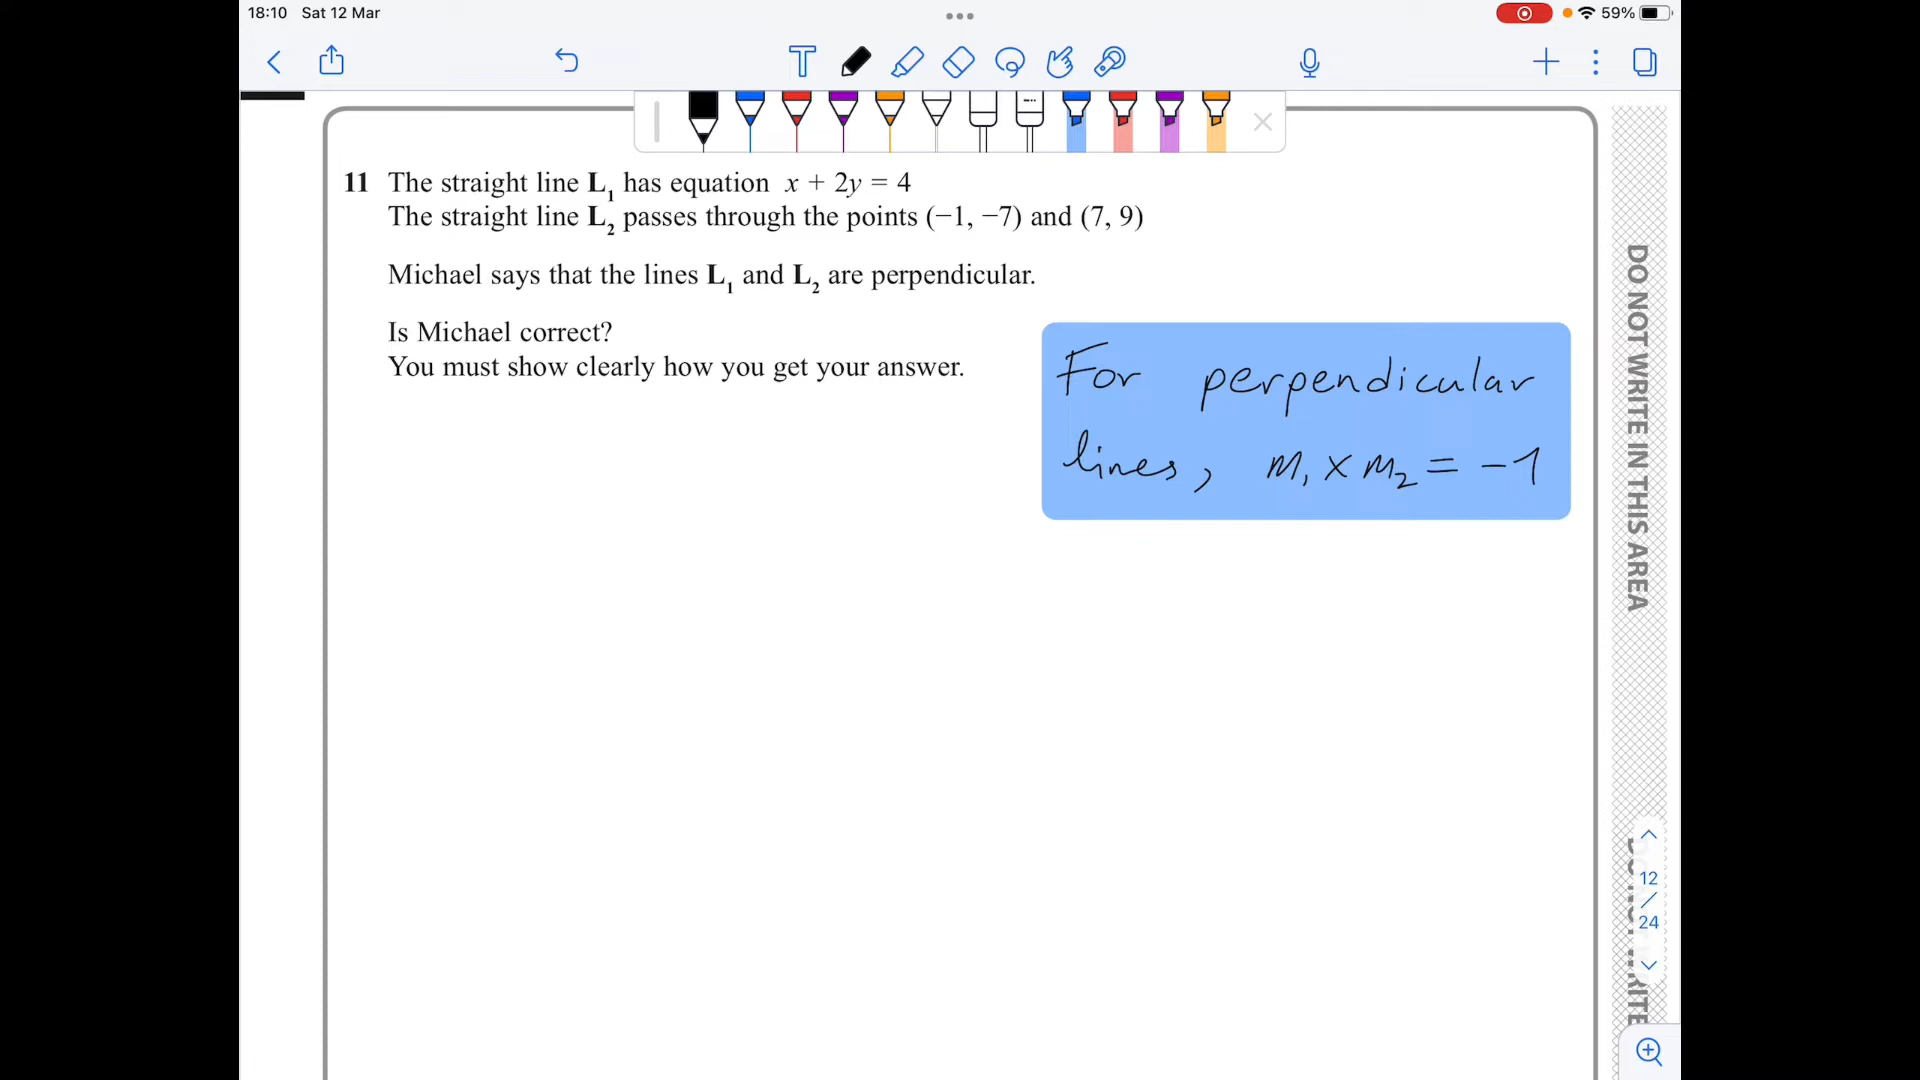 18:10 Sat 12 Mar
59%
11 The straight line L₁ has equation x + 2y = 4
The straight line L₂ passes through the points (−1, −7) and (7, 9)
Michael says that the lines L₁ and L₂ are perpendicular.
Is Michael correct?
You must show clearly how you get your answer.
For perpendicular
lines, m₁ × m₂ = −1
DO NOT WRITE IN THIS AREA
12
24